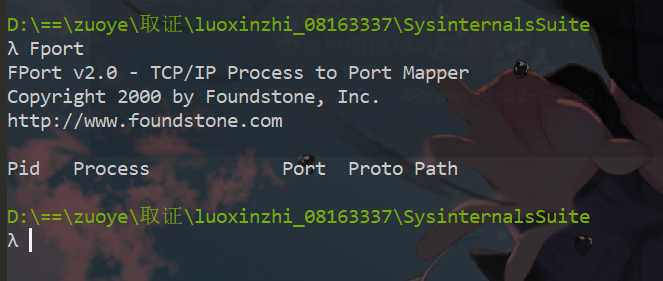 D:\==\zuoye\取证\luoxinzhi_08163337\SysinternalsSuite
λ Fport
FPort v2.0 - TCP/IP Process to Port Mapper
Copyright 2000 by Foundstone, Inc.
http://www.foundstone.com
Pid Process Port Proto Path
D:\==\zuoye\取证\luoxinzhi_08163337\SysinternalsSuite
λ